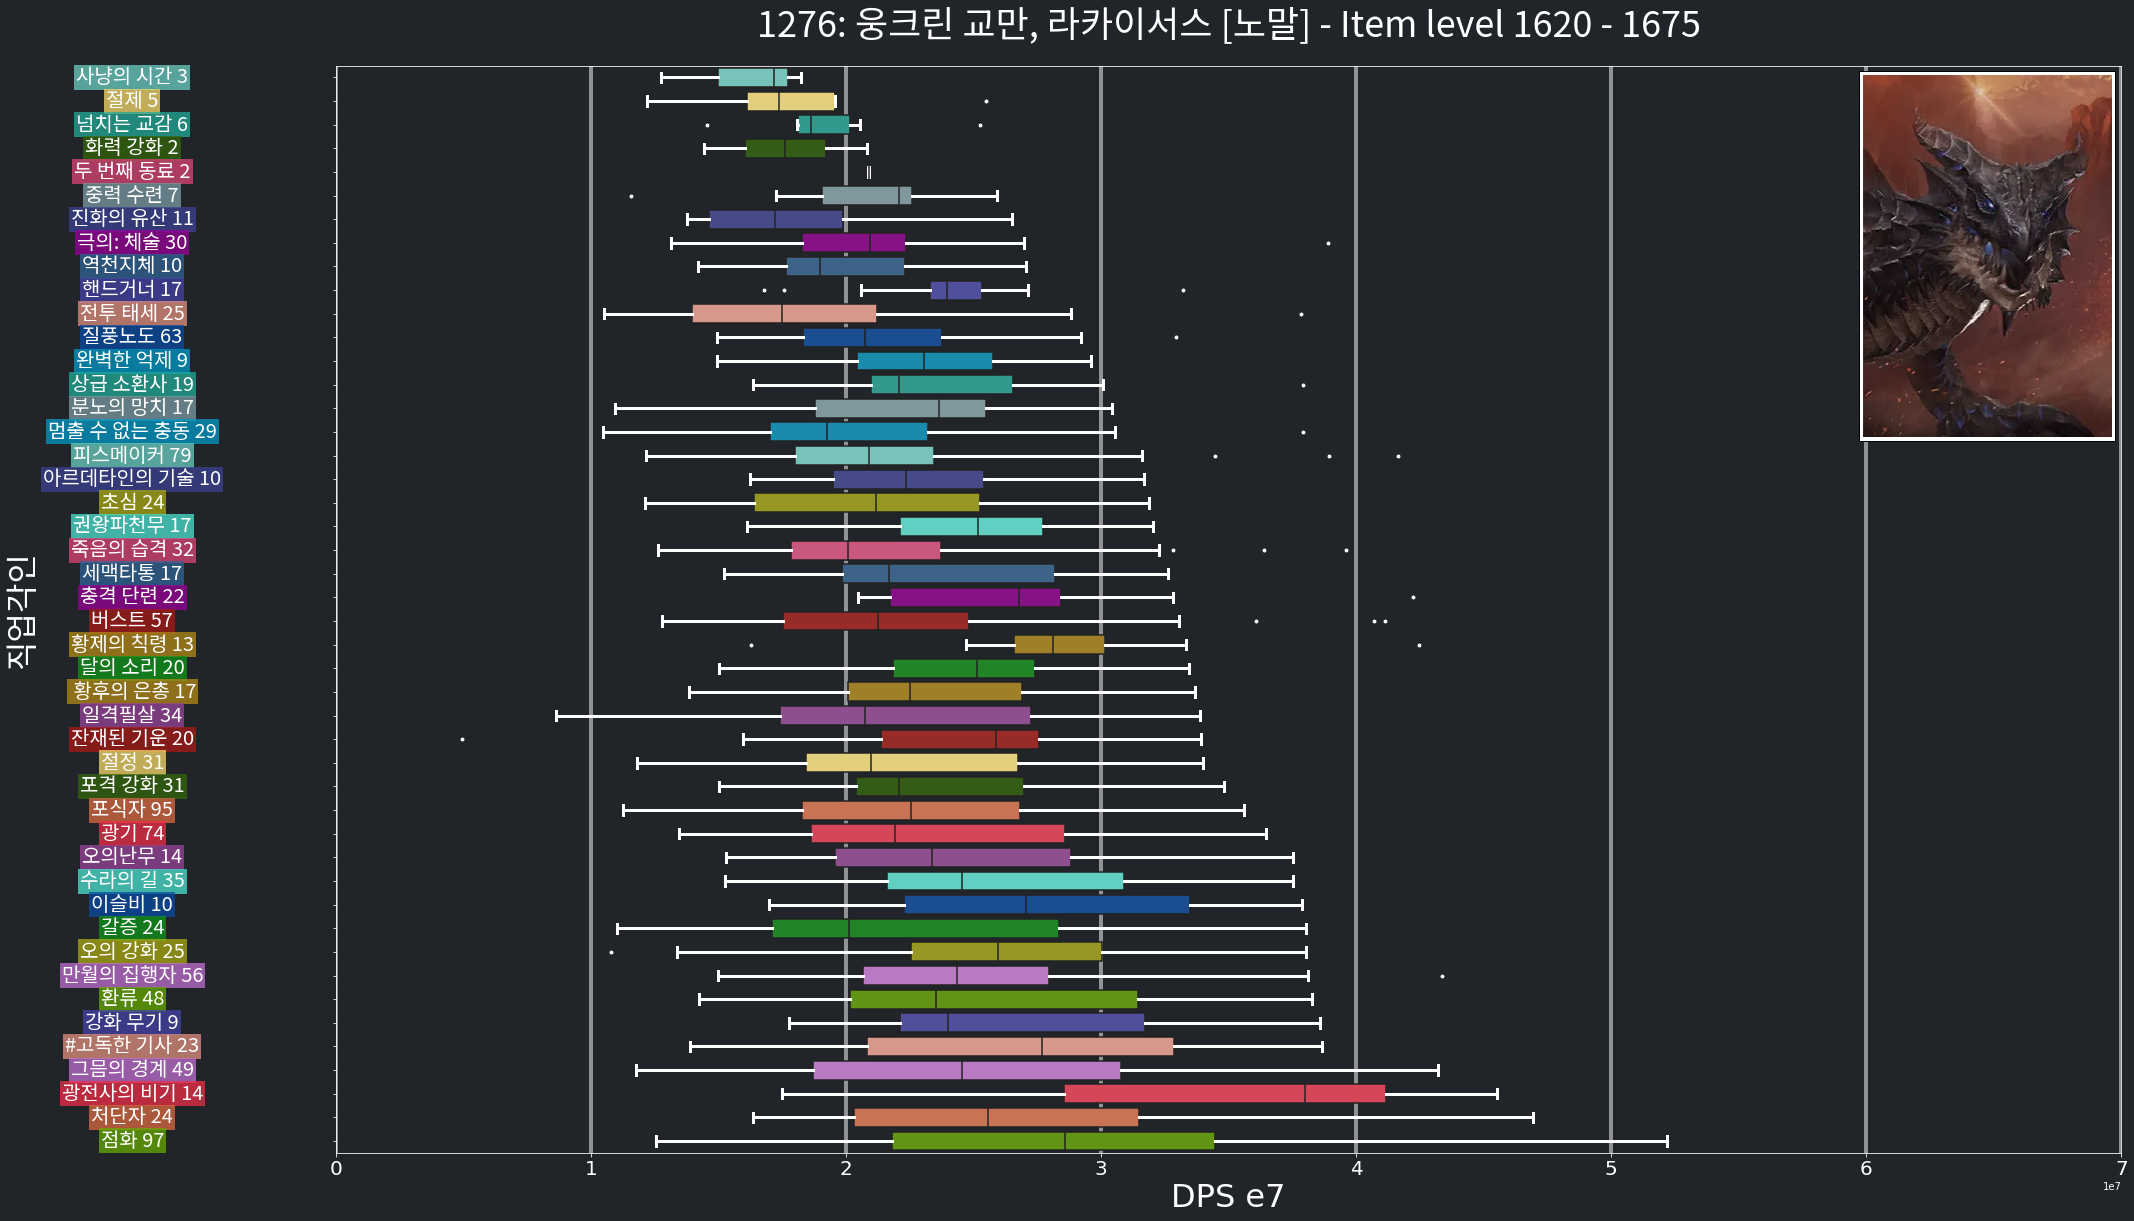 1276: 웅크린 교만, 라카이서스 [노말] - Item level 1620 - 1675
사냥의 시간 3
절제 5
넘치는 교감 6
화력 강화 2
두 번째 동료 2
중력 수련 7
진화의 유산 11
극의: 체술 30
역천지체 10
핸드거너 17
전투 태세 25
질풍노도 63
완벽한 억제 9
상급 소환사 19
분노의 망치 17
멈출 수 없는 충동 29
피스메이커 79
아르데타인의 기술 10
초심 24
권왕파천무 17
죽음의 습격 32
세맥타통 17
충격 단련 22
버스트 57
황제의 칙령 13
달의 소리 20
황후의 은총 17
일격필살 34
잔재된 기운 20
절정 31
포격 강화 31
포식자 95
광기 74
오의난무 14
수라의 길 35
이슬비 10
갈증 24
오의 강화 25
만월의 집행자 56
환류 48
강화 무기 9
#고독한 기사 23
그믐의 경계 49
광전사의 비기 14
처단자 24
점화 97
직업각인
0 1 2 3 4 5 6 7
1e7
DPS e7